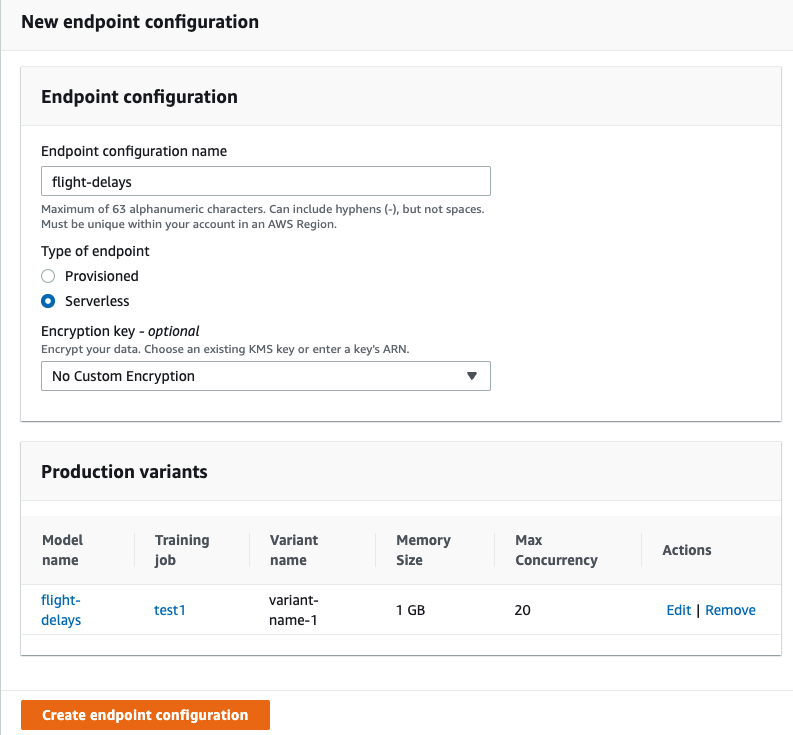 New endpoint configuration
Endpoint configuration
Endpoint configuration name
flight-delays
Maximum of 63 alphanumeric characters. Can include hyphens (-), but not spaces.
Must be unique within your account in an AWS Region.
Type of endpoint
Provisioned
Serverless
Encryption key - optional
Encrypt your data. Choose an existing KMS key or enter a key's ARN.
No Custom Encryption
Production variants
Model name
Training job
Variant name
Memory Size
Max Concurrency
Actions
flight-delays
test1
variant-name-1
1 GB
20
Edit | Remove
Create endpoint configuration